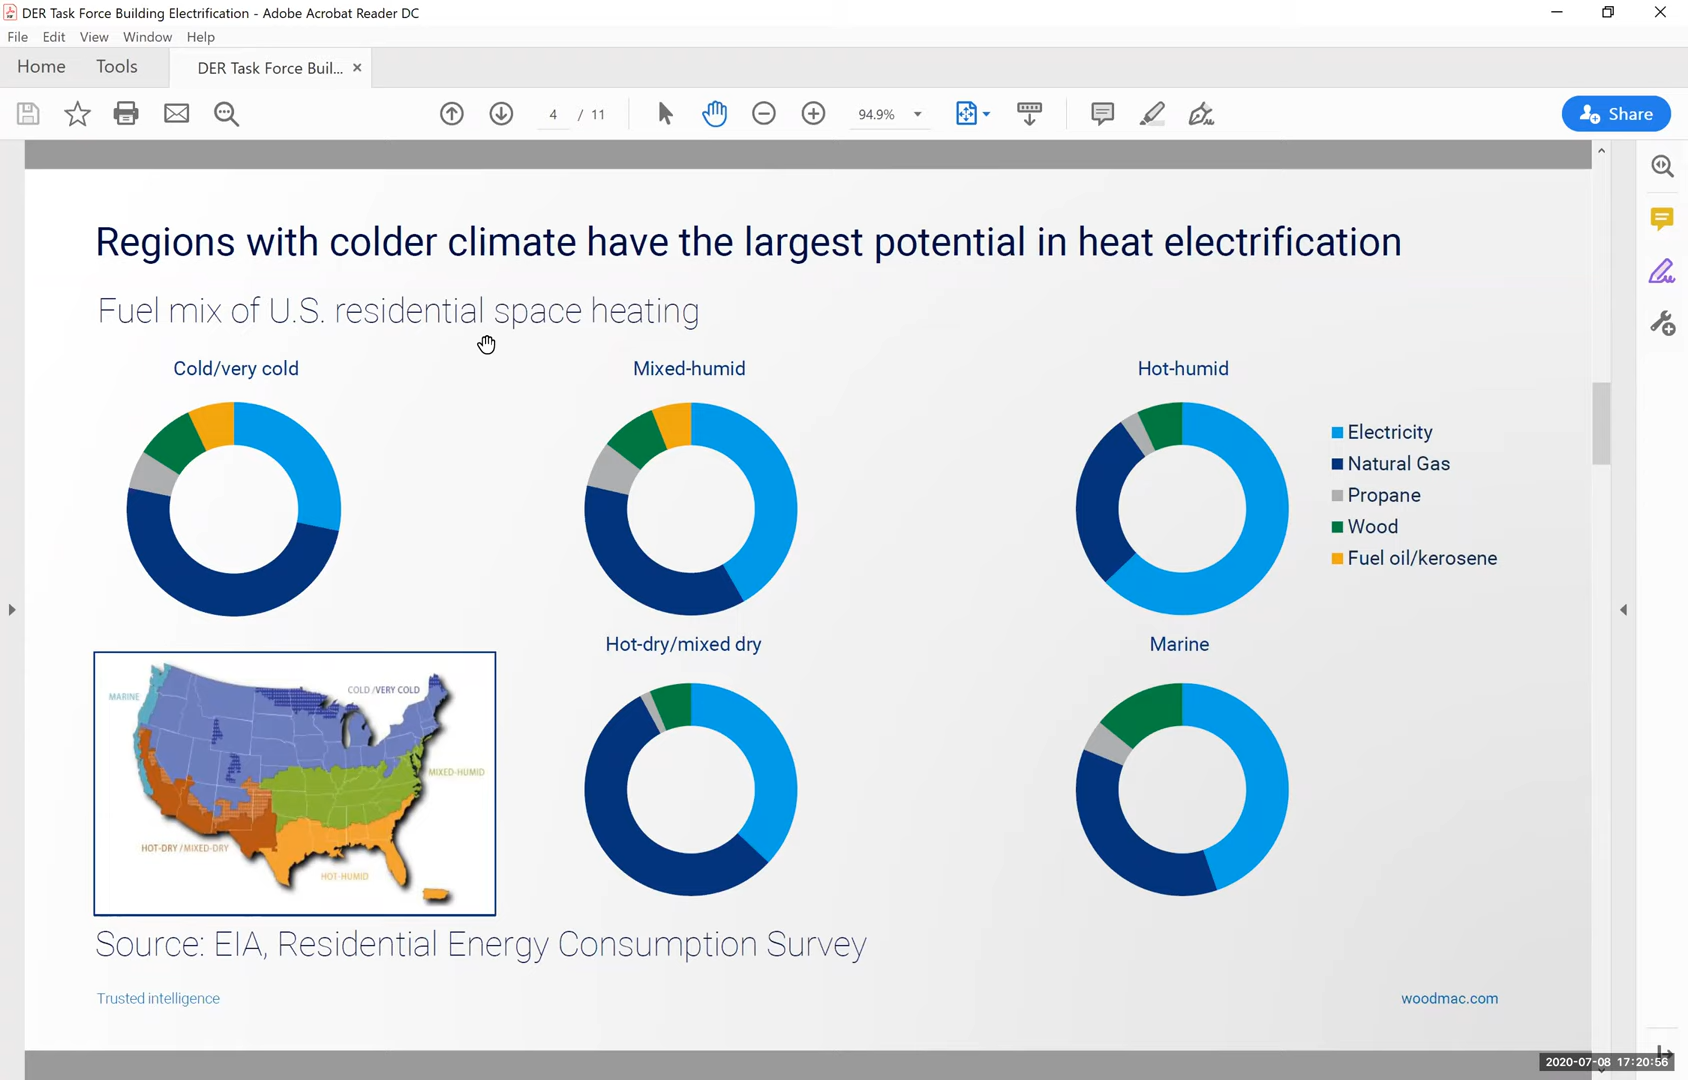 DER Task Force Building Electrification - Adobe Acrobat Reader DC
File Edit View Window Help
Home Tools DER Task Force Buil...
4 / 11 94.9% Share
Regions with colder climate have the largest potential in heat electrification
Fuel mix of U.S. residential space heating
Cold/very cold Mixed-humid Hot-humid
Electricity
Natural Gas
Propane
Wood
Fuel oil/kerosene
Hot-dry/mixed dry Marine
COLD / VERY COLD
MARINE
MIXED-HUMID
HOT-DRY / MIXED-DRY
HOT-HUMID
Source: EIA, Residential Energy Consumption Survey
Trusted intelligence woodmac.com
2020-07-08 17:20:56